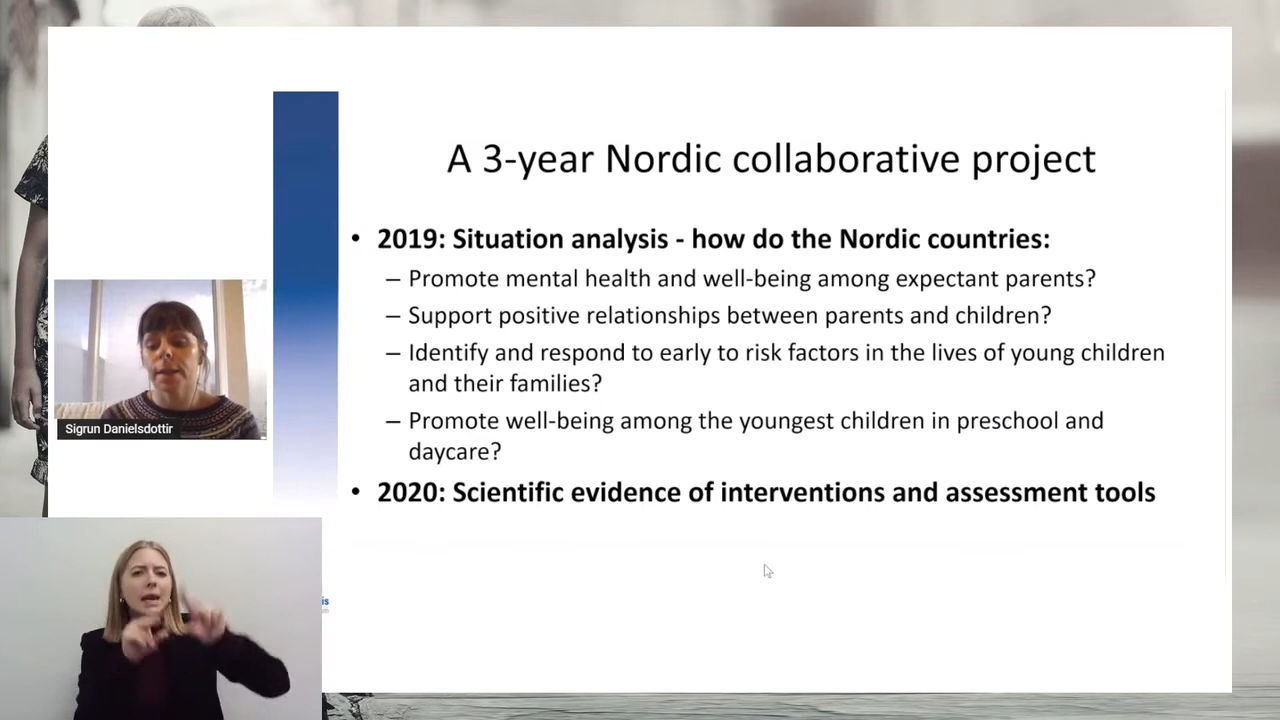 A 3-year Nordic collaborative project
• 2019: Situation analysis - how do the Nordic countries:
– Promote mental health and well-being among expectant parents?
– Support positive relationships between parents and children?
– Identify and respond to early to risk factors in the lives of young children
and their families?
– Promote well-being among the youngest children in preschool and
daycare?
• 2020: Scientific evidence of interventions and assessment tools
Sigrun Danielsdottir
is